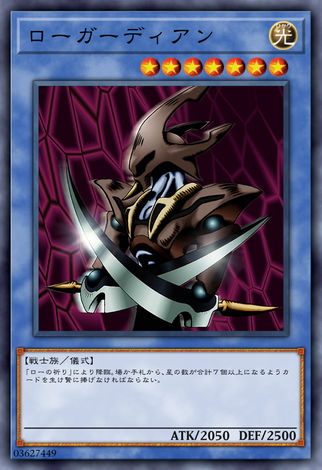 ローガーディアン
光
【戦士族／儀式】
「ローの祈り」により降臨。場か手札から、星の数が合計７個以上になるようカ
ードを生け贄に捧げなければならない。
ATK/2050 DEF/2500
03627449